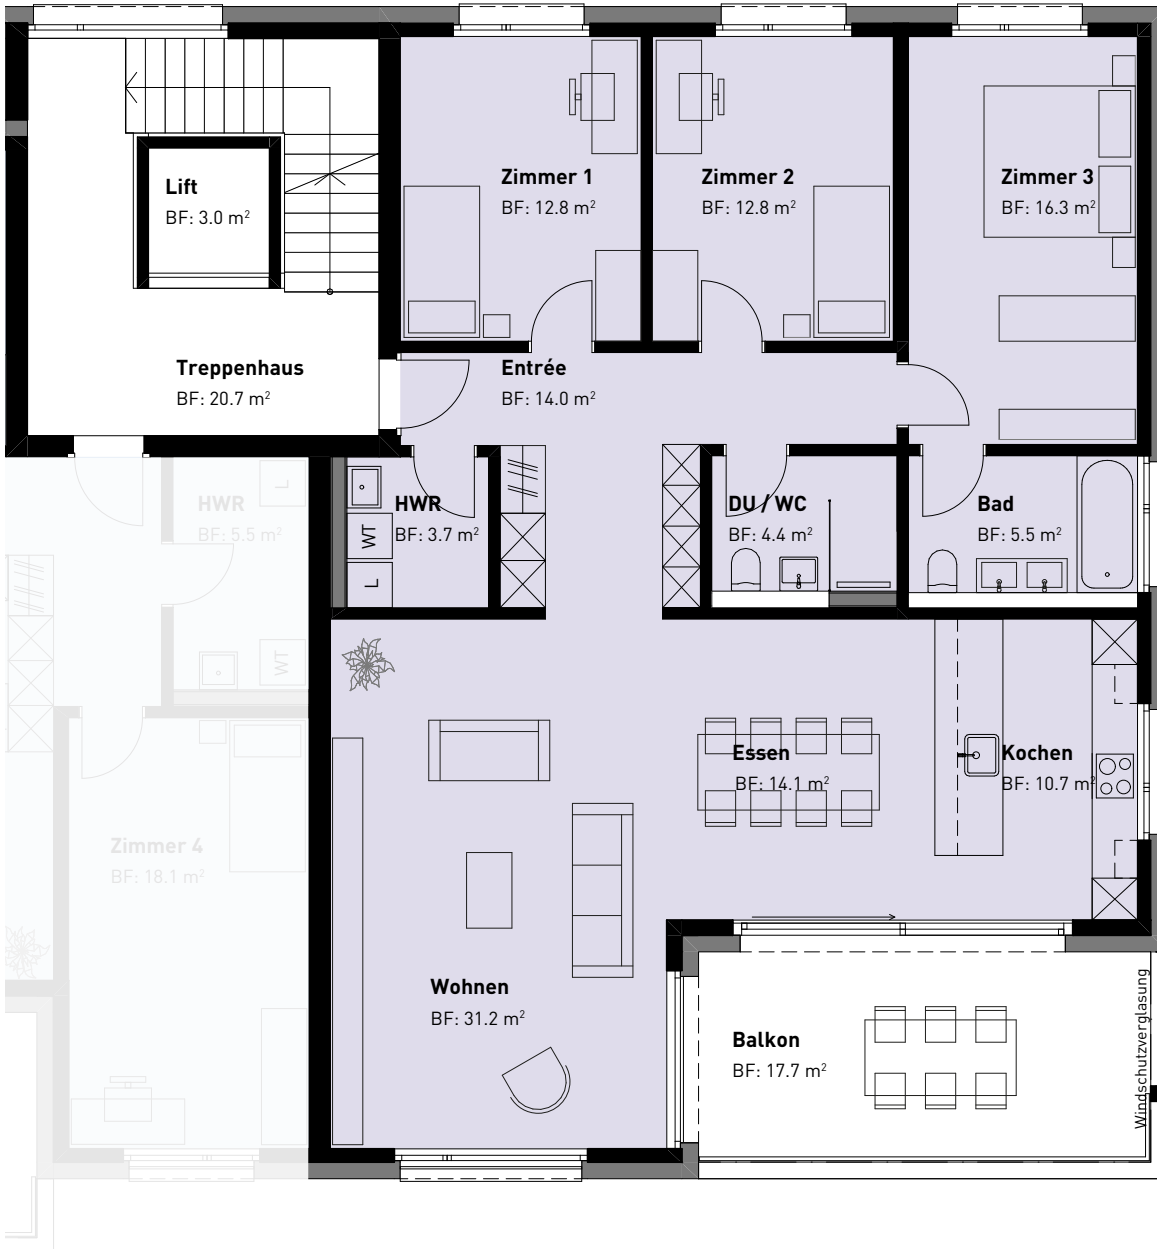 Lift
BF: 3.0 m²
Zimmer 1
BF: 12.8 m²
Zimmer 2
BF: 12.8 m²
Zimmer 3
BF: 16.3 m²
Treppenhaus
BF: 20.7 m²
Entrée
BF: 14.0 m²
HWR
BF: 5.5 m²
L
WT
HWR
BF: 3.7 m²
WT
L
DU / WC
BF: 4.4 m²
Bad
BF: 5.5 m²
Essen
BF: 14.1 m²
Kochen
BF: 10.7 m²
Zimmer 4
BF: 18.1 m²
Wohnen
BF: 31.2 m²
Balkon
BF: 17.7 m²
Windschutzverglasung